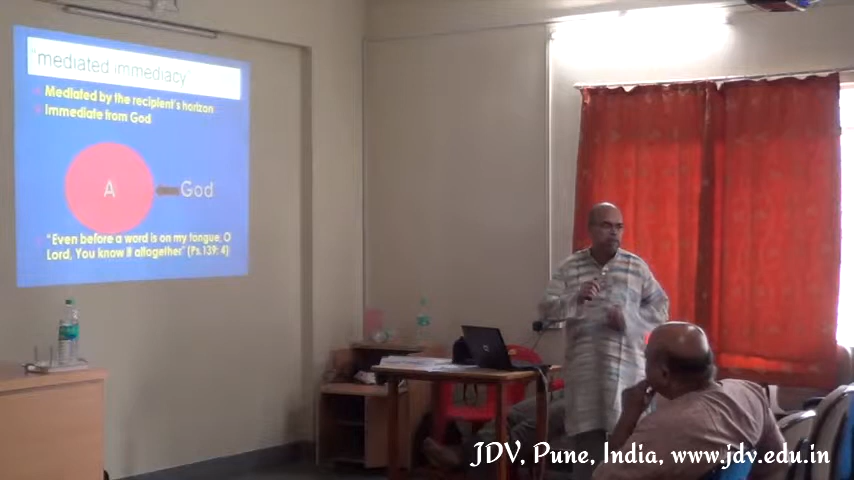 "mediated immediacy"
Mediated by the recipient's horizon
Immediate from God
A
God
"Even before a word is on my tongue, O
Lord, You know it altogether" (Ps.139: 4)
JDV, Pune, India, www.jdv.edu.in